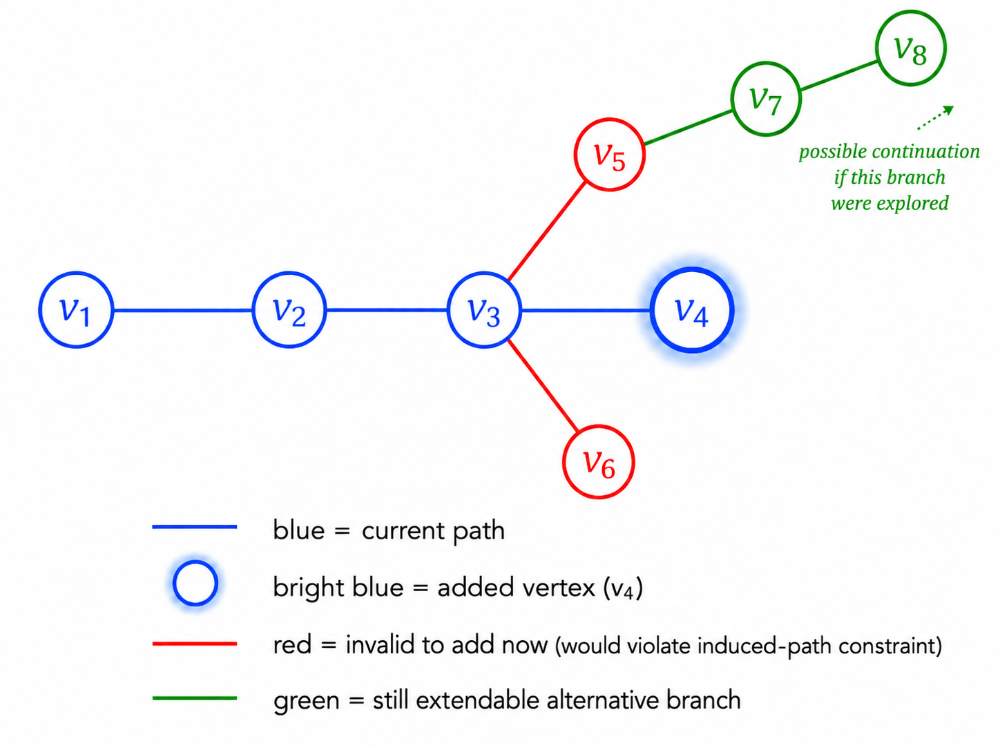 v8
v7
v5
possible continuation
if this branch
were explored
v1
v2
v3
v4
v6
blue = current path
bright blue = added vertex (v4)
red = invalid to add now (would violate induced-path constraint)
green = still extendable alternative branch